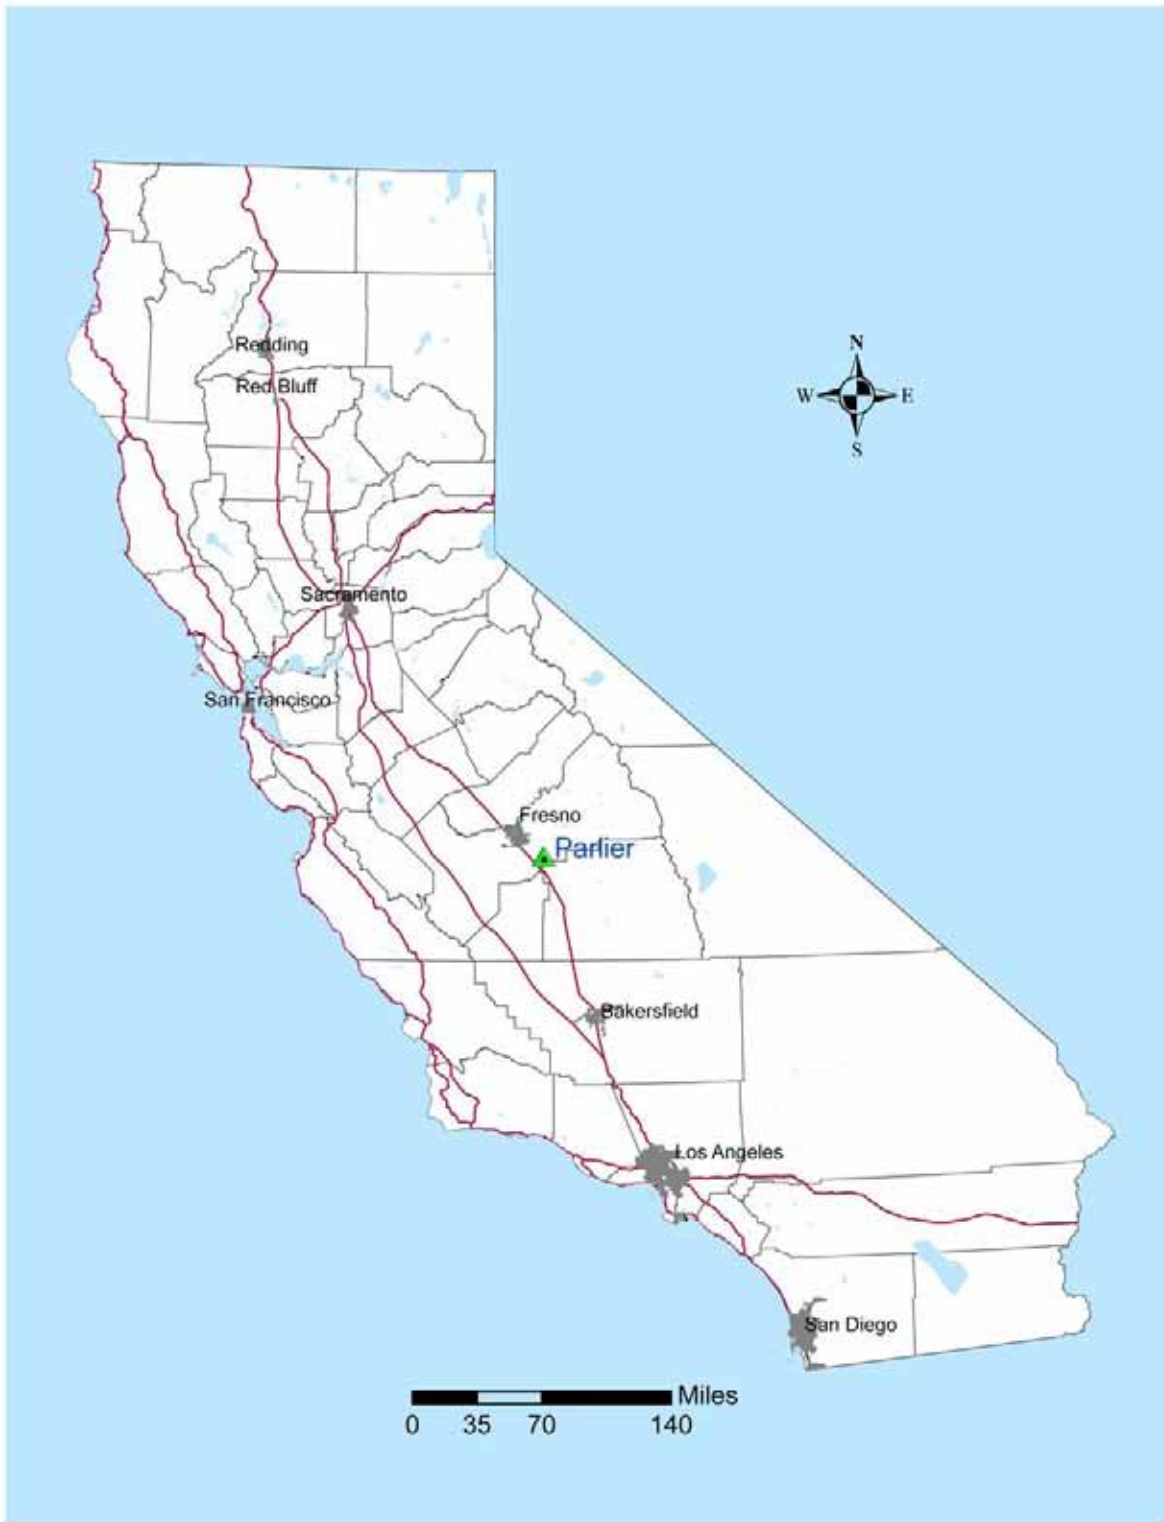 Redding
Red Bluff
N
W E
S
Sacramento
San Francisco
Fresno
Parlier
Bakersfield
Los Angeles
San Diego
Miles
0 35 70 140